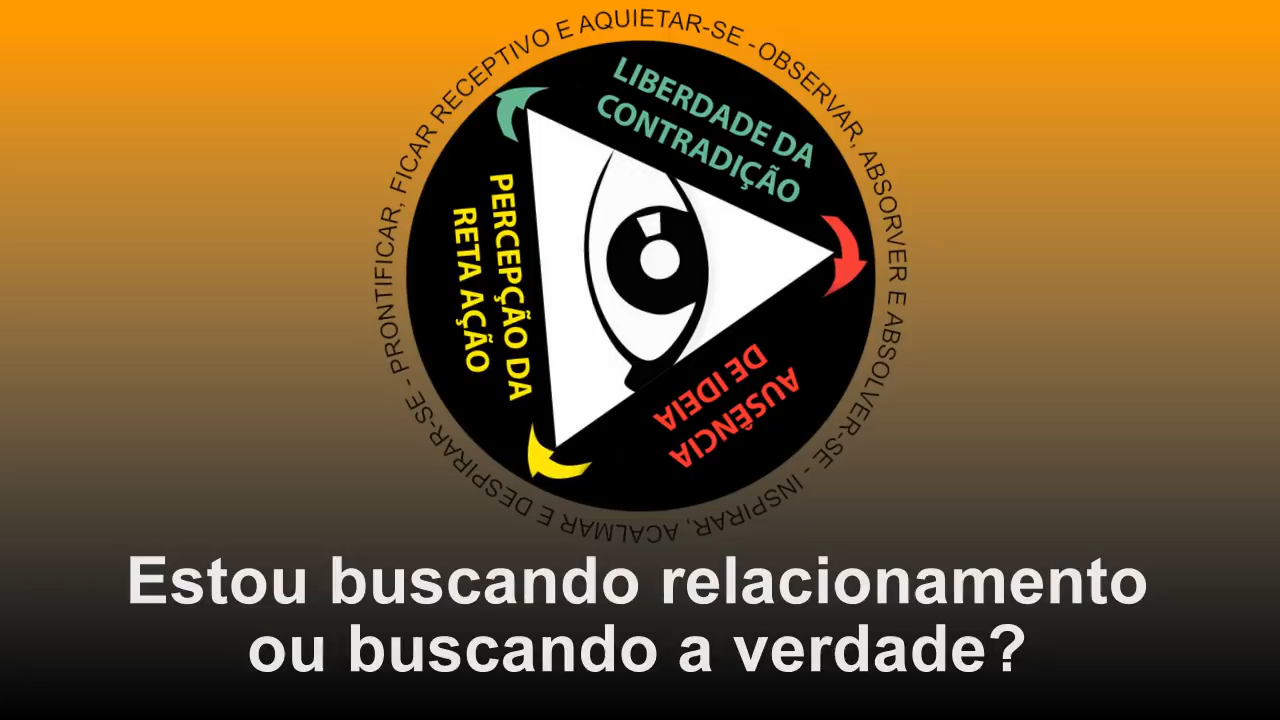 PRONTIFICAR, FICAR RECEPTIVO E AQUIETAR-SE - OBSERVAR, ABSORVER E ABSOLVER-SE - INSPIRAR, ACALMAR E DESPIRAR-SE -
LIBERDADE DA
CONTRADIÇÃO
PERCEPÇÃO DA
RETA AÇÃO
AUSÊNCIA
DE IDEIA
Estou buscando relacionamento
ou buscando a verdade?